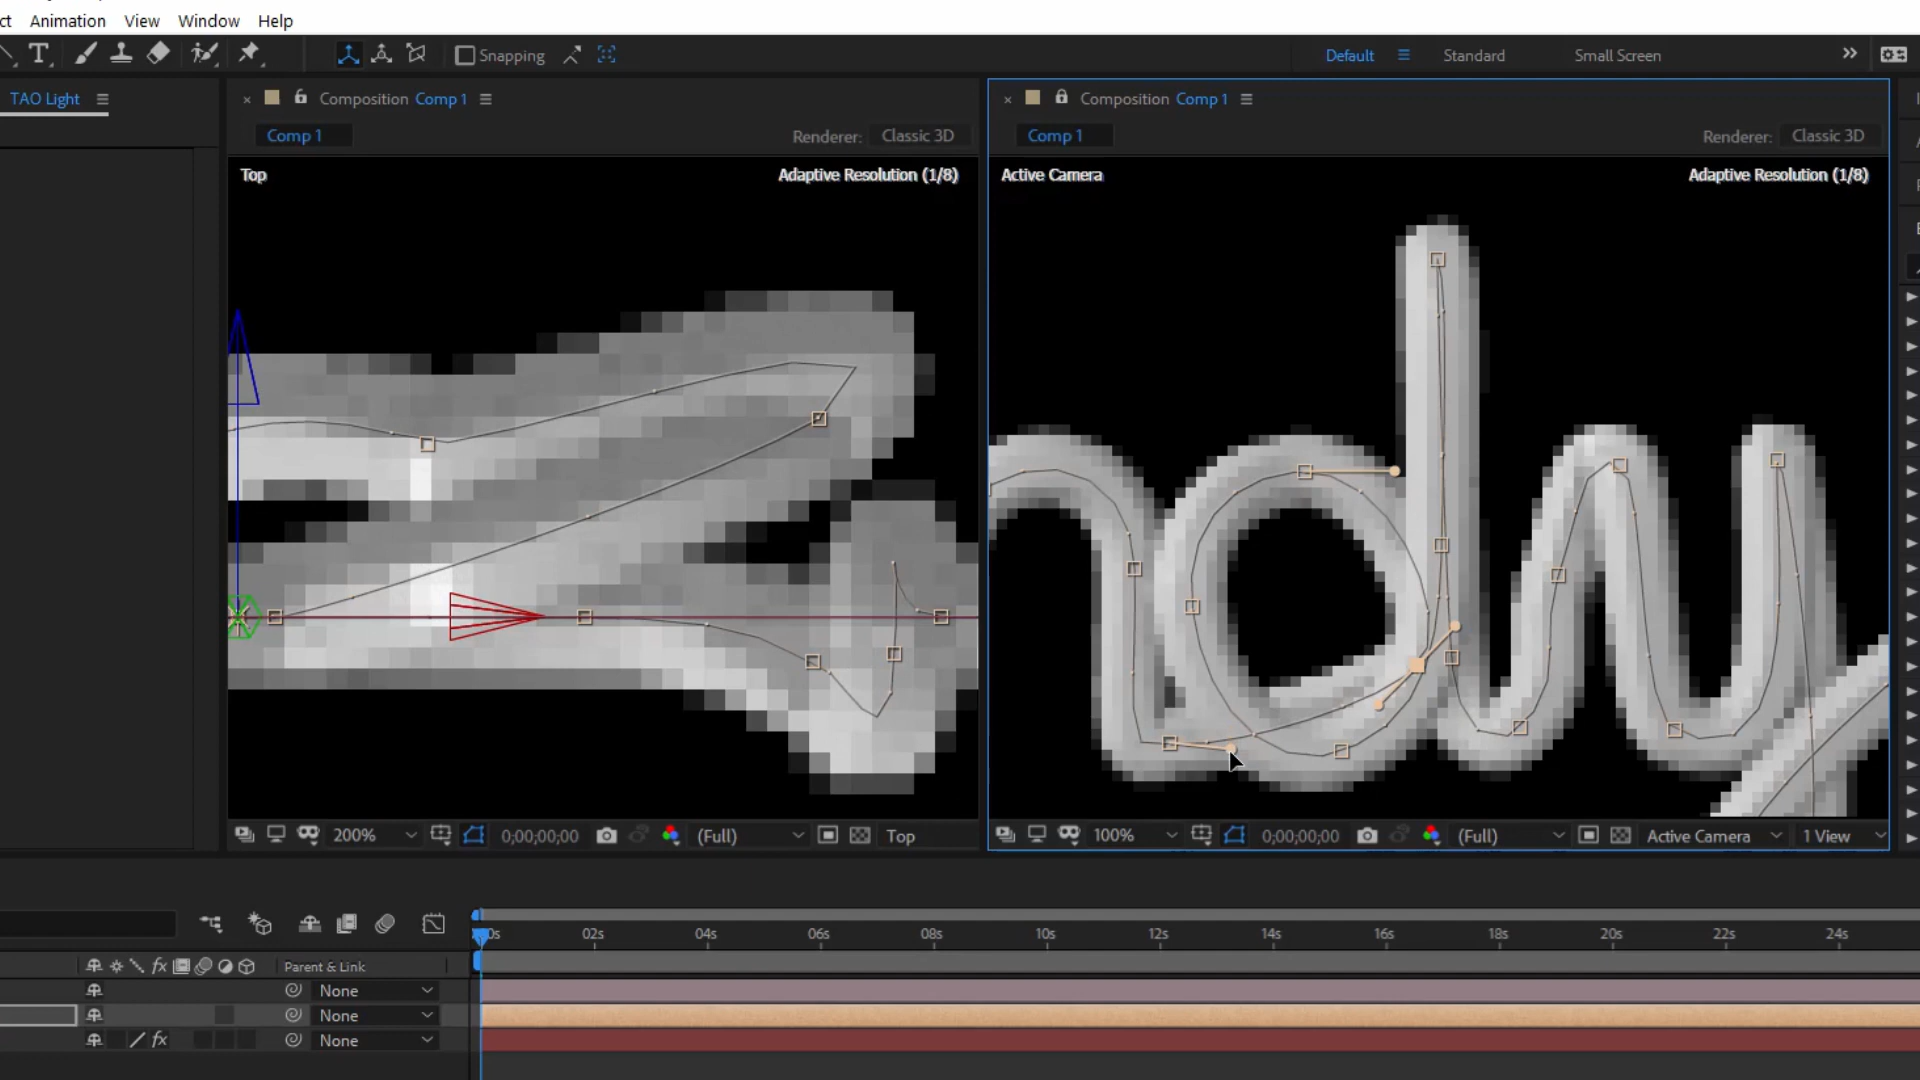 ct Animation View Window Help
T Snapping Default Standard Small Screen
TAO Light
Composition Comp 1
Composition Comp 1
Comp 1 Renderer: Classic 3D
Comp 1 Renderer: Classic 3D
Top Adaptive Resolution (1/8)
Active Camera Adaptive Resolution (1/8)
200% 0;00;00;00 (Full) Top
100% 0;00;00;00 (Full) Active Camera 1 View
0s 02s 04s 06s 08s 10s 12s 14s 16s 18s 20s 22s 24s
fx Parent & Link
None
None
fx None